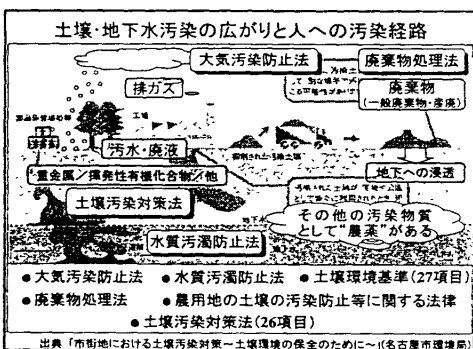 土壌・地下水汚染の広がりと人への汚染経路
大気汚染防止法
廃棄物処理法
排ガス
廃棄物
(一般廃棄物・産廃)
工場
汚水・廃液
重金属/揮発性有機化合物/他
地下への浸透
土壌汚染対策法
地下水
その他の汚染物質
として“農薬”がある
水質汚濁防止法
●大気汚染防止法 ●水質汚濁防止法 ●土壌環境基準(27項目)
●廃棄物処理法 ●農用地の土壌の汚染防止等に関する法律
●土壌汚染対策法(26項目)
出典「市街地における土壌汚染対策～土壌環境の保全のために～」(名古屋市環境局)